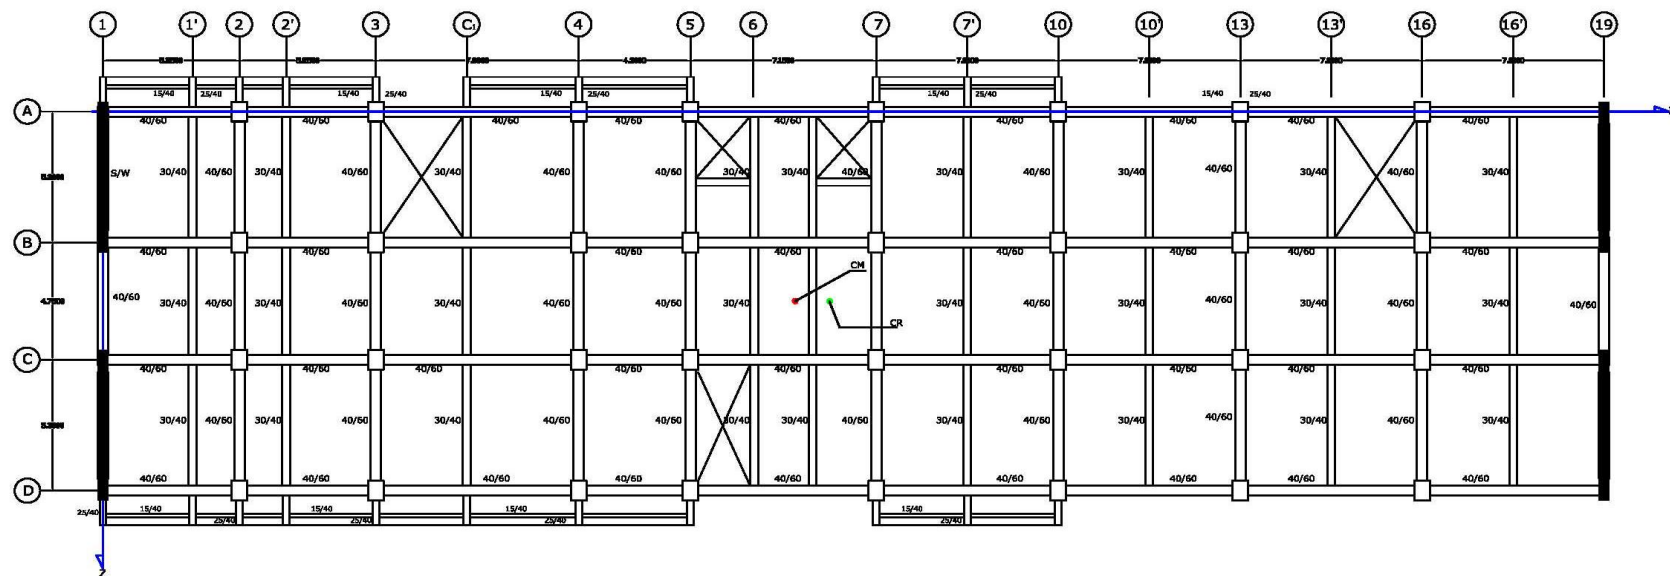 1 1' 2 2' 3 C₁ 4 5 6 7 7' 10 10' 13 13' 16 16' 19
15/40 25/40 15/40 25/40 15/40 25/40 15/40 25/40 15/40 25/40
A
40/60 40/60 40/60 40/60 40/60 40/60 40/60 40/60 40/60
S/W 30/40 40/60 30/40 40/60 30/40 40/60 40/60 30/40 30/40 40/60 30/40 40/60 30/40 40/60 30/40 40/60 30/40
B
40/60 40/60 40/60 40/60 40/60 40/60 40/60
CM
40/60 30/40 40/60 30/40 40/60 30/40 40/60 40/60 30/40 40/60 30/40 40/60 30/40 40/60 30/40 40/60 30/40 40/60
CR
C
40/60 40/60 40/60 40/60 40/60 40/60 40/60 40/60
30/40 40/60 30/40 40/60 30/40 40/60 40/60 30/40 30/40 40/60 30/40 40/60 30/40 40/60 30/40 40/60 30/40
40/60 40/60 40/60 40/60 40/60 40/60 40/60 40/60
D
25/40 15/40 25/40 15/40 25/40 15/40 25/40 15/40 25/40
Z